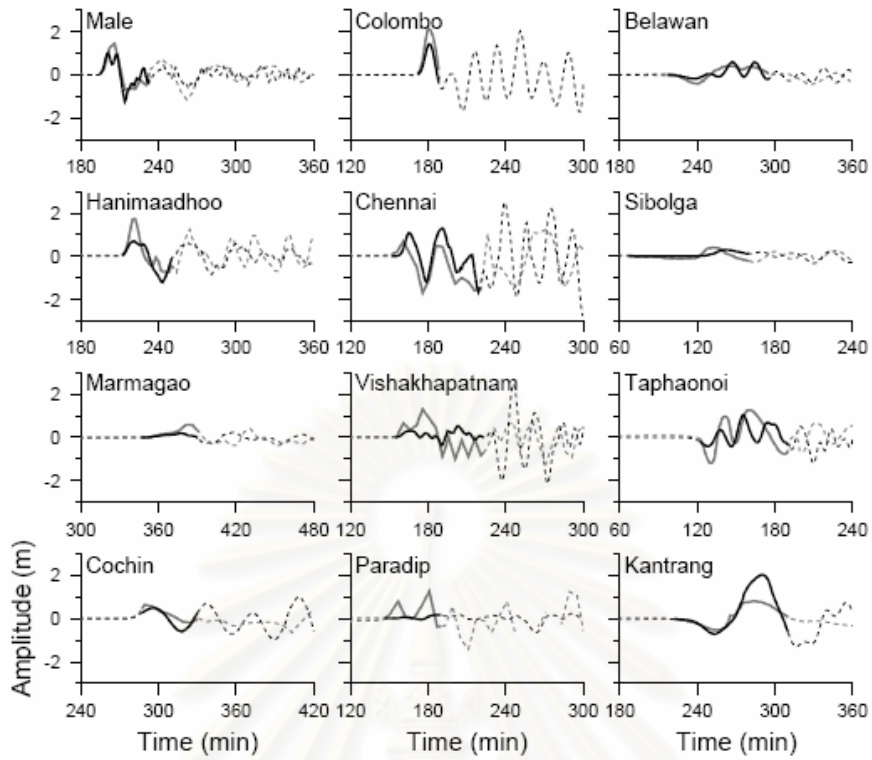 Male
Colombo
Belawan
2
0
-2
180 240 300 360
120 180 240 300
180 240 300 360
Hanimaadhoo
Chennai
Sibolga
2
0
-2
180 240 300 360
120 180 240 300
60 120 180 240
Marmagao
Vishakhapatnam
Taphaonoi
2
0
-2
300 360 420 480
120 180 240 300
60 120 180 240
Cochin
Paradip
Kantrang
2
0
-2
240 300 360 420
120 180 240 300
180 240 300 360
Amplitude (m)
Time (min)
Time (min)
Time (min)